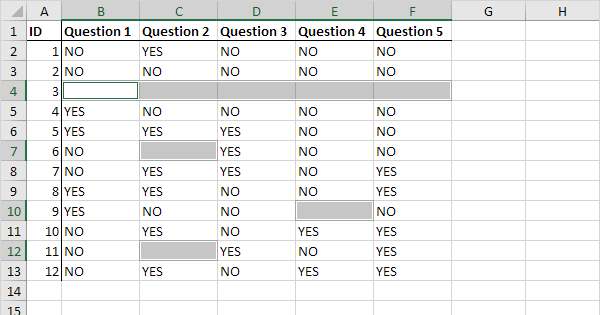 A B C D E F G H
1 ID Question 1 Question 2 Question 3 Question 4 Question 5
2 1 NO YES NO NO NO
3 2 NO NO NO NO NO
4 3
5 4 YES NO NO NO NO
6 5 YES YES YES NO NO
7 6 NO YES NO NO
8 7 NO YES YES NO YES
9 8 YES YES NO NO YES
10 9 YES NO NO NO
11 10 NO YES NO YES YES
12 11 NO YES NO YES
13 12 NO YES NO YES YES
14
15